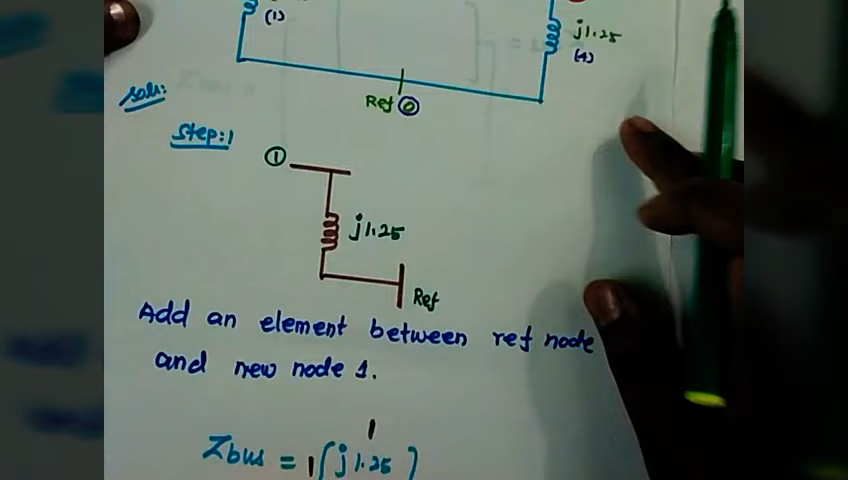 (1)
j1.25
(4)
Ref ⓪
Soln:
Step:1
①
j1.25
Ref
Add an element between ref node
and new node 1.
1
Zbus = 1[j1.25]